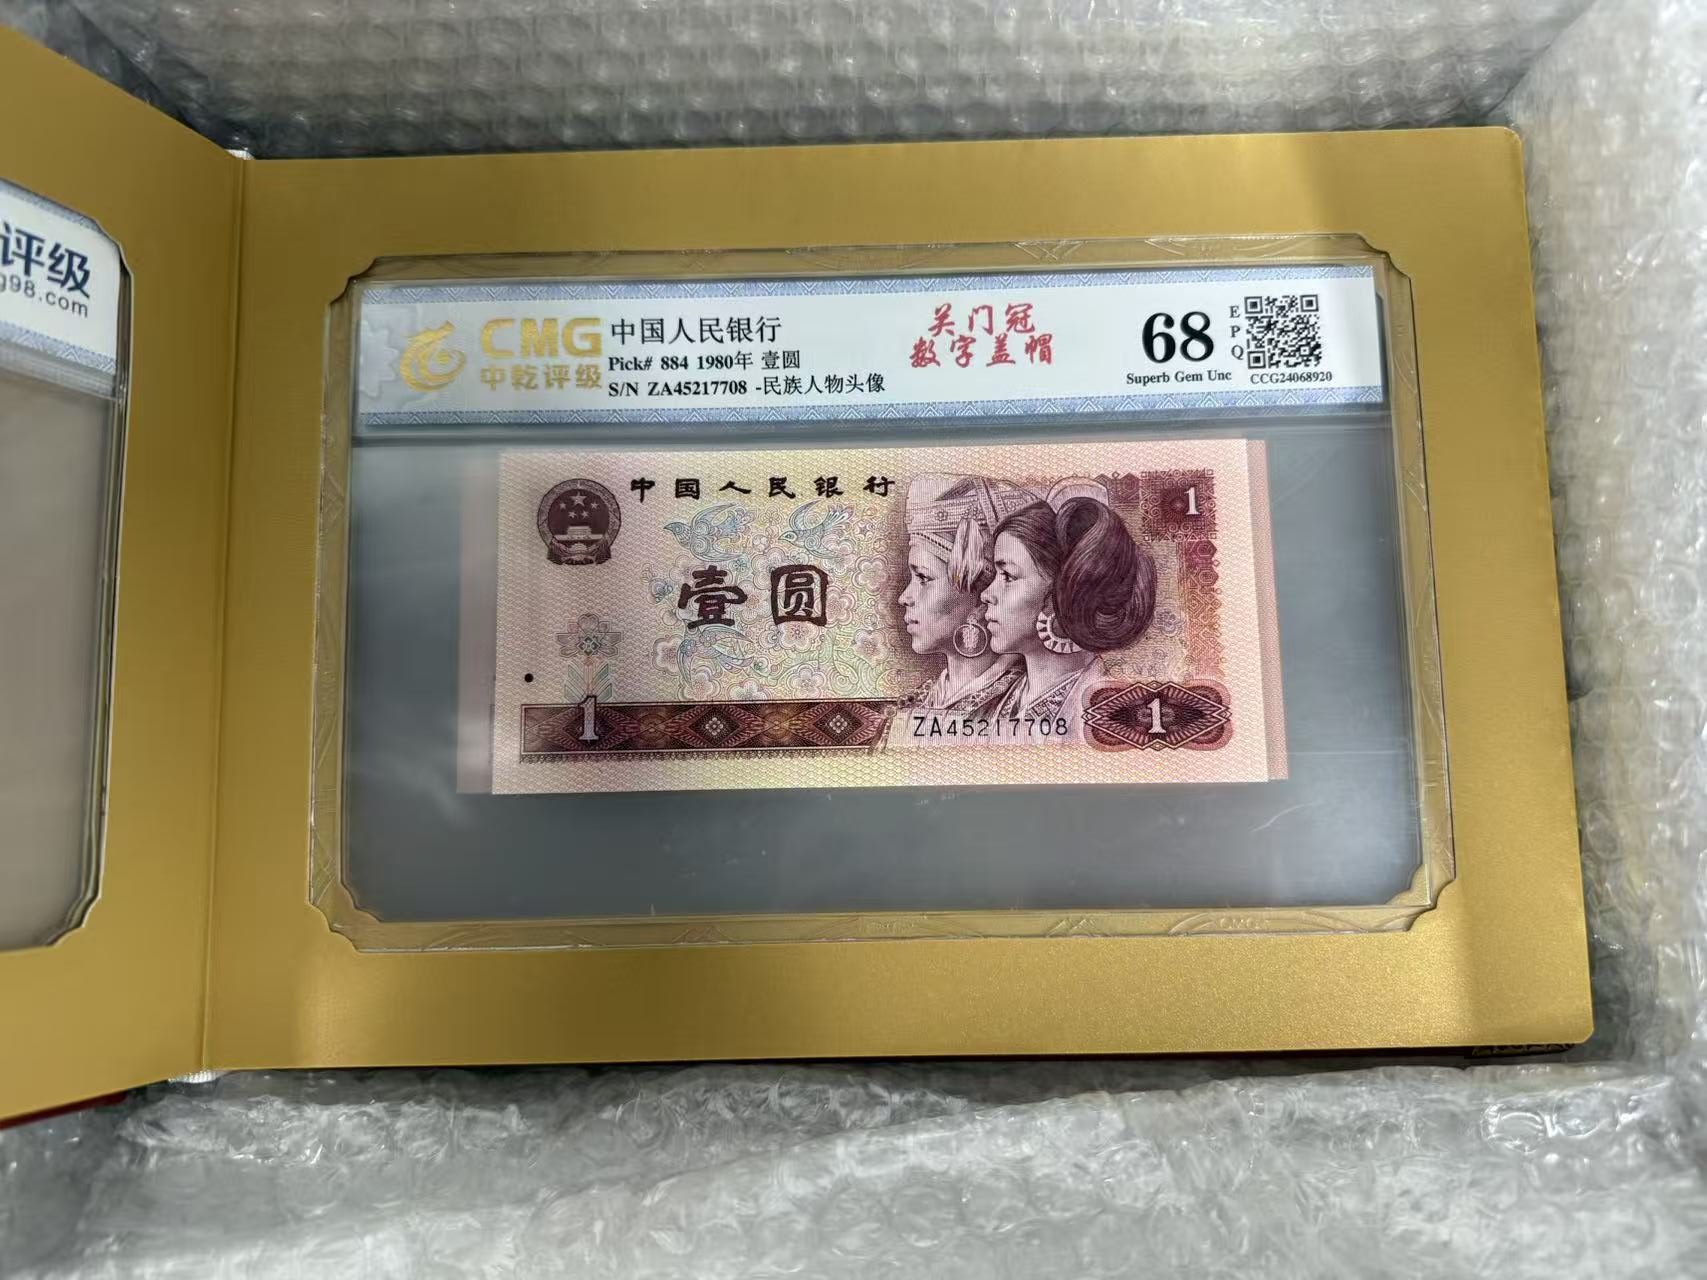 评级
g98.com
CMG
中乾评级
中国人民银行
Pick# 884 1980年 壹圆
S/N ZA45217708 -民族人物头像
关门冠
数字盖帽
68
EPQ
Superb Gem Unc
CCG24068920
中国人民银行
1
壹圆
1
ZA45217708
1